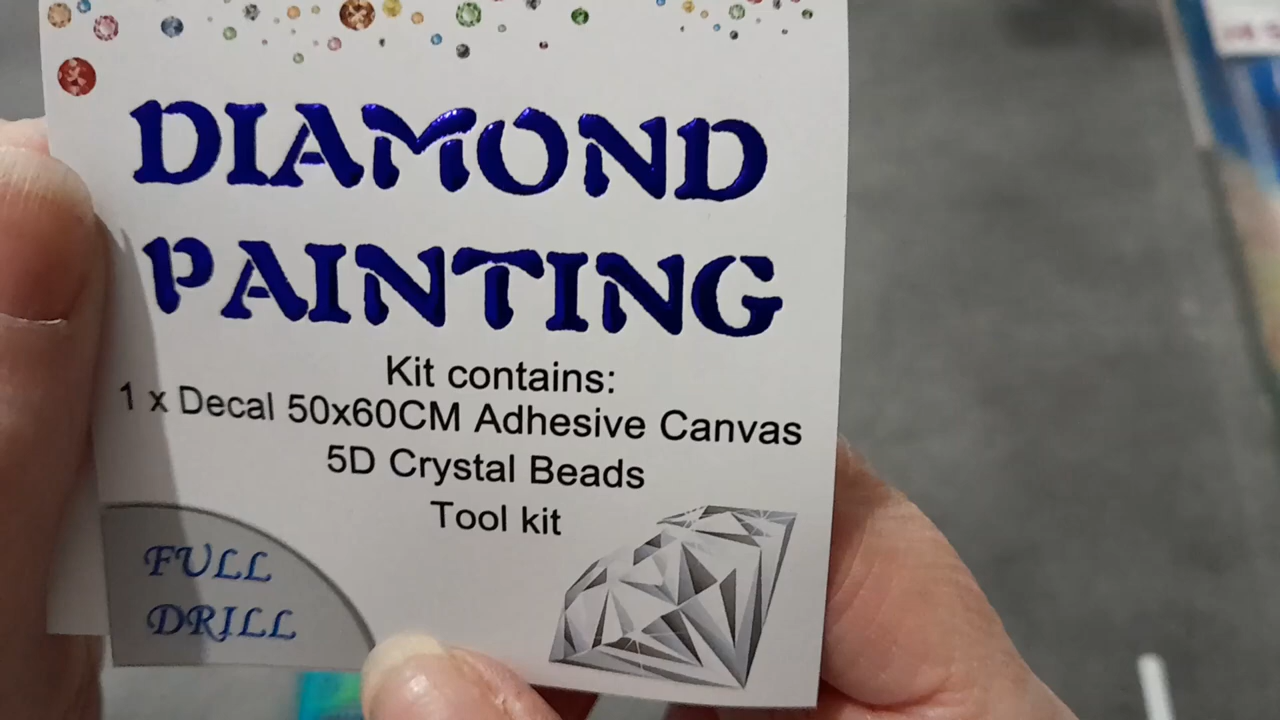 DIAMOND
PAINTING
Kit contains:
1 x Decal 50x60CM Adhesive Canvas
5D Crystal Beads
Tool kit
FULL
DRILL